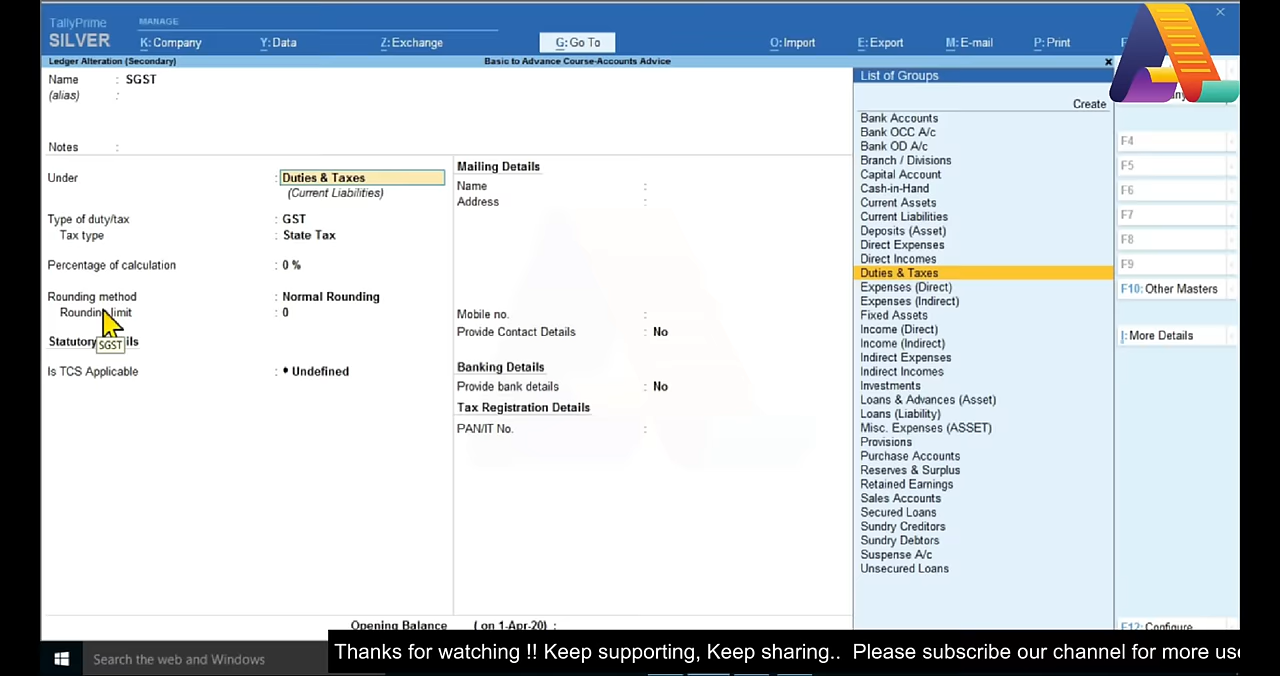 TallyPrime
MANAGE
SILVER
K: Company
Y: Data
Z: Exchange
G: Go To
O: Import
E: Export
M: E-mail
P: Print
Ledger Alteration (Secondary)
Basic to Advance Course-Accounts Advice
Name : SGST
(alias) :
Notes :
Under : Duties & Taxes
(Current Liabilities)
Type of duty/tax : GST
Tax type : State Tax
Percentage of calculation : 0 %
Rounding method : Normal Rounding
Rounding limit : 0
SGST
Is TCS Applicable : • Undefined
Mailing Details
Name :
Address :
Mobile no. :
Provide Contact Details : No
Banking Details
Provide bank details : No
Tax Registration Details
PAN/IT No. :
Opening Balance ( on 1-Apr-20) :
List of Groups
Create
Bank Accounts
Bank OCC A/c
Bank OD A/c
Branch / Divisions
Capital Account
Cash-in-Hand
Current Assets
Current Liabilities
Deposits (Asset)
Direct Expenses
Direct Incomes
Duties & Taxes
Expenses (Direct)
Expenses (Indirect)
Fixed Assets
Income (Direct)
Income (Indirect)
Indirect Expenses
Indirect Incomes
Investments
Loans & Advances (Asset)
Loans (Liability)
Misc. Expenses (ASSET)
Provisions
Purchase Accounts
Reserves & Surplus
Retained Earnings
Sales Accounts
Secured Loans
Sundry Creditors
Sundry Debtors
Suspense A/c
Unsecured Loans
F4
F5
F6
F7
F8
F9
F10: Other Masters
I: More Details
F12: Configure
Search the web and Windows
Thanks for watching !! Keep supporting, Keep sharing.. Please subscribe our channel for more